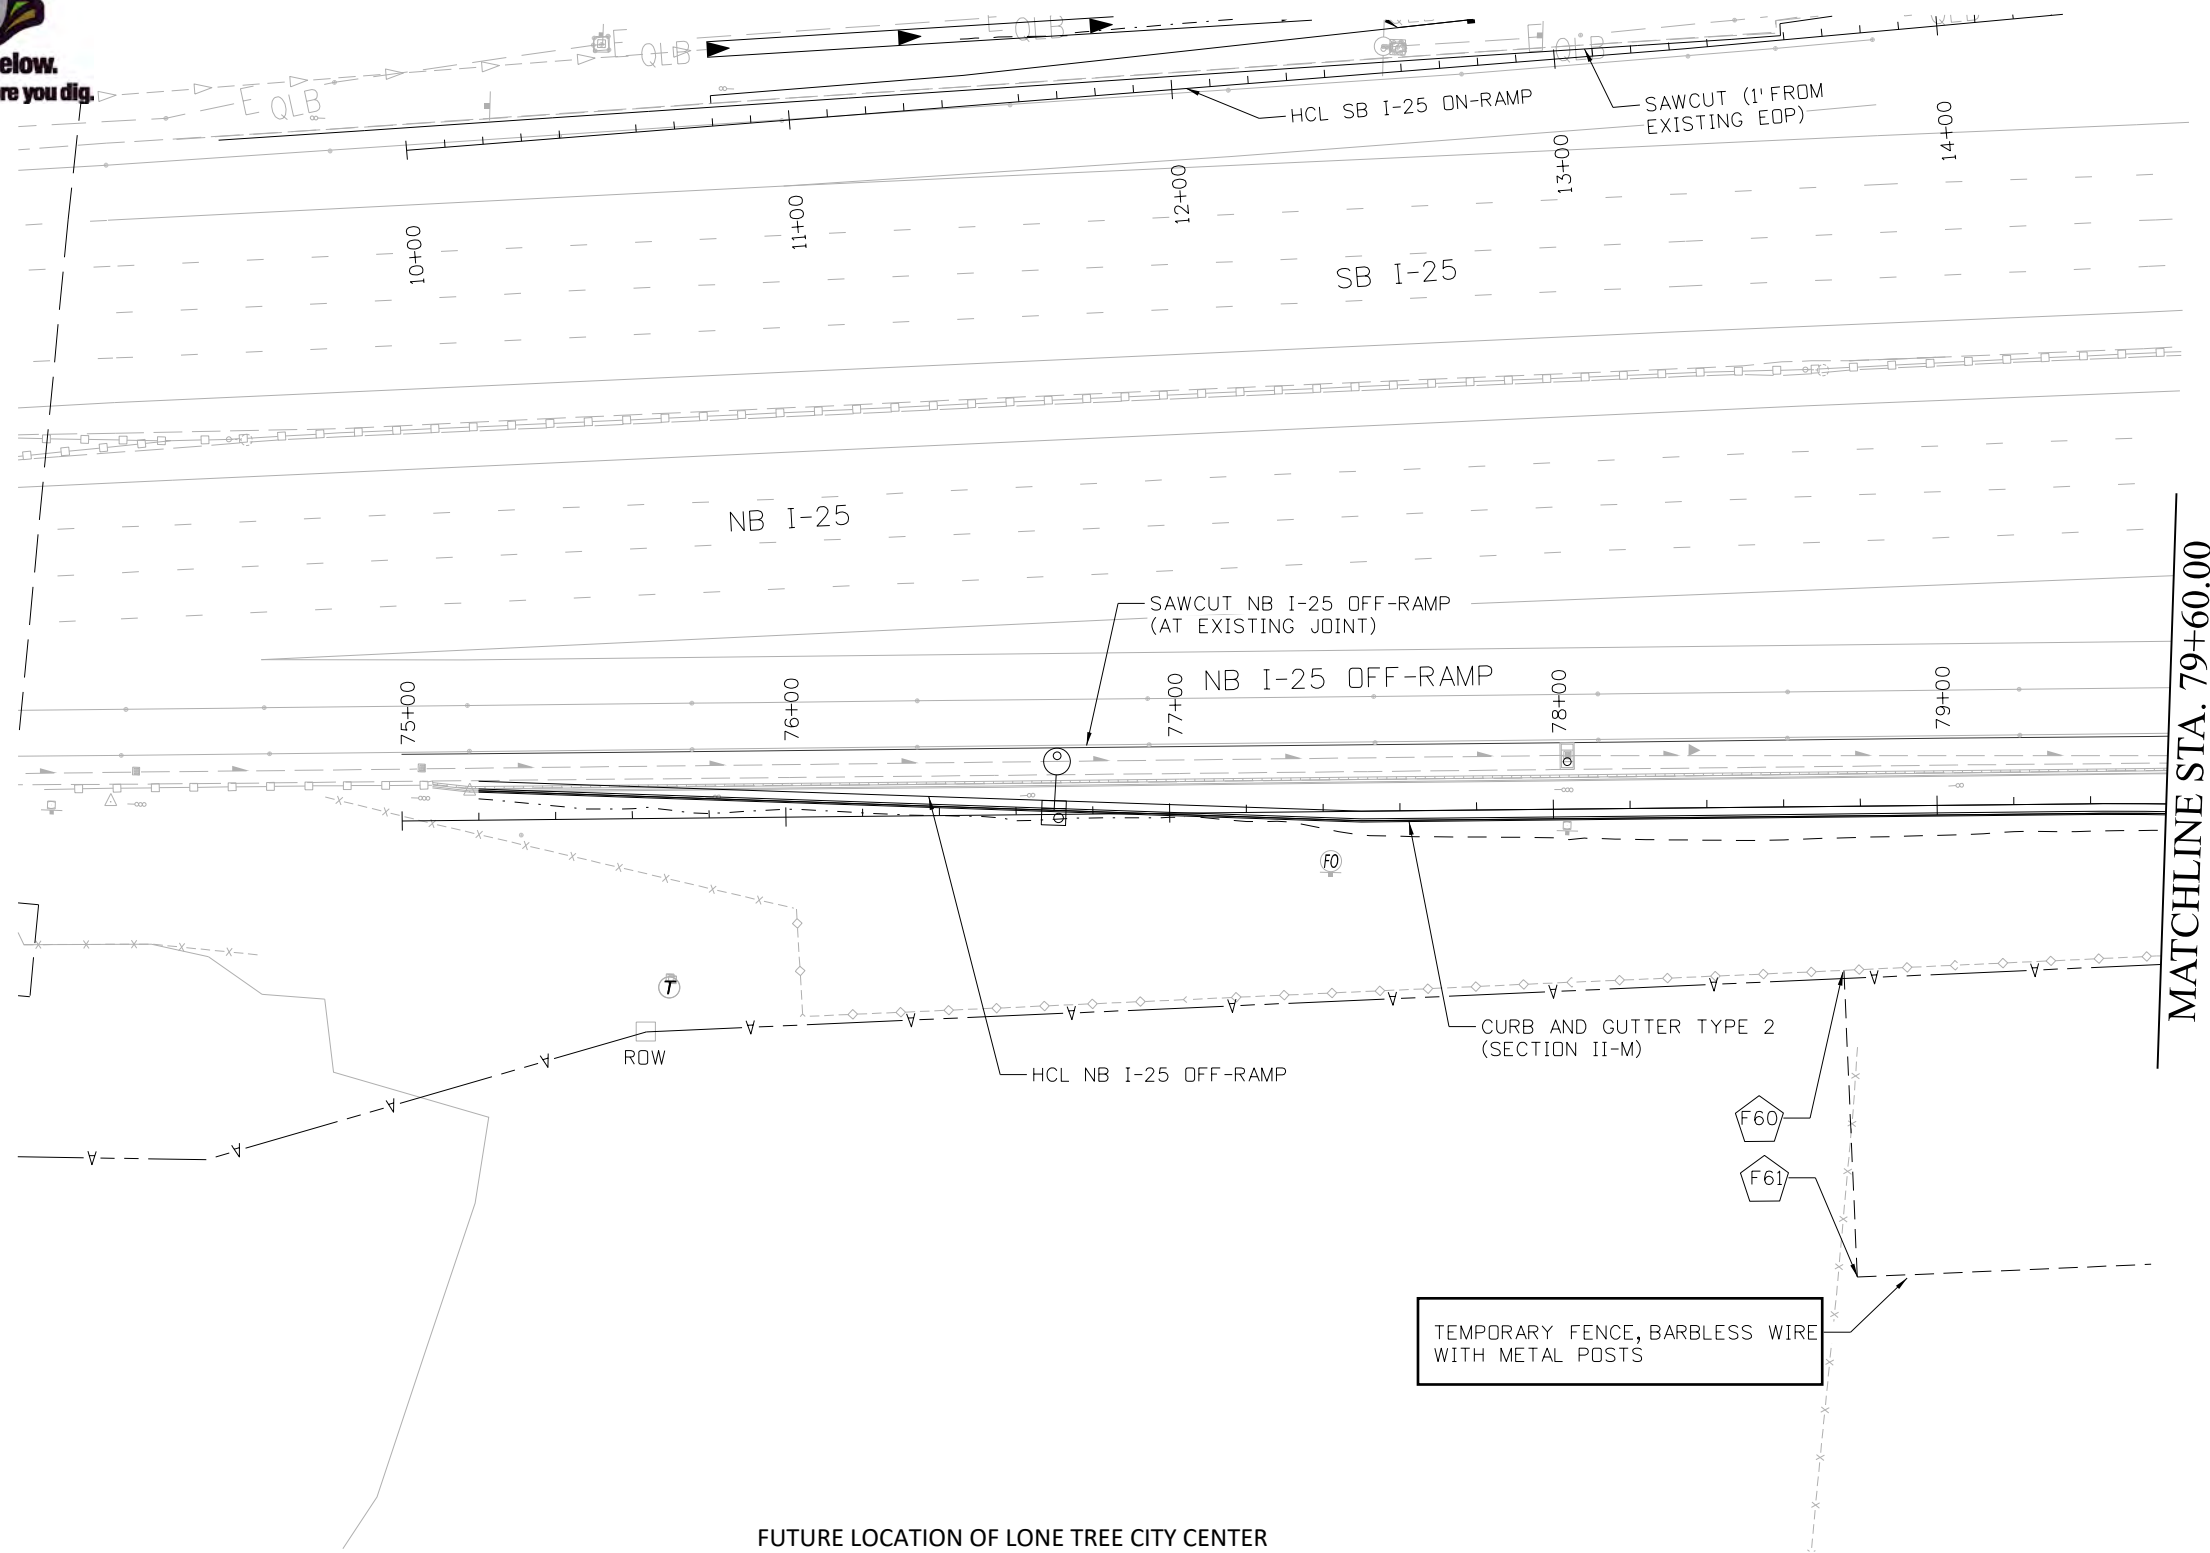 elow.
re you dig.
E QLB
E QLB
E QLB
E QLB
HCL SB I-25 ON-RAMP
SAWCUT (1' FROM
EXISTING EOP)
10+00
11+00
12+00
13+00
14+00
SB I-25
NB I-25
SAWCUT NB I-25 OFF-RAMP
(AT EXISTING JOINT)
NB I-25 OFF-RAMP
75+00
76+00
77+00
78+00
79+00
MATCHLINE STA. 79+60.00
FO
T
ROW
CURB AND GUTTER TYPE 2
(SECTION II-M)
HCL NB I-25 OFF-RAMP
F60
F61
TEMPORARY FENCE, BARBLESS WIRE
WITH METAL POSTS
FUTURE LOCATION OF LONE TREE CITY CENTER